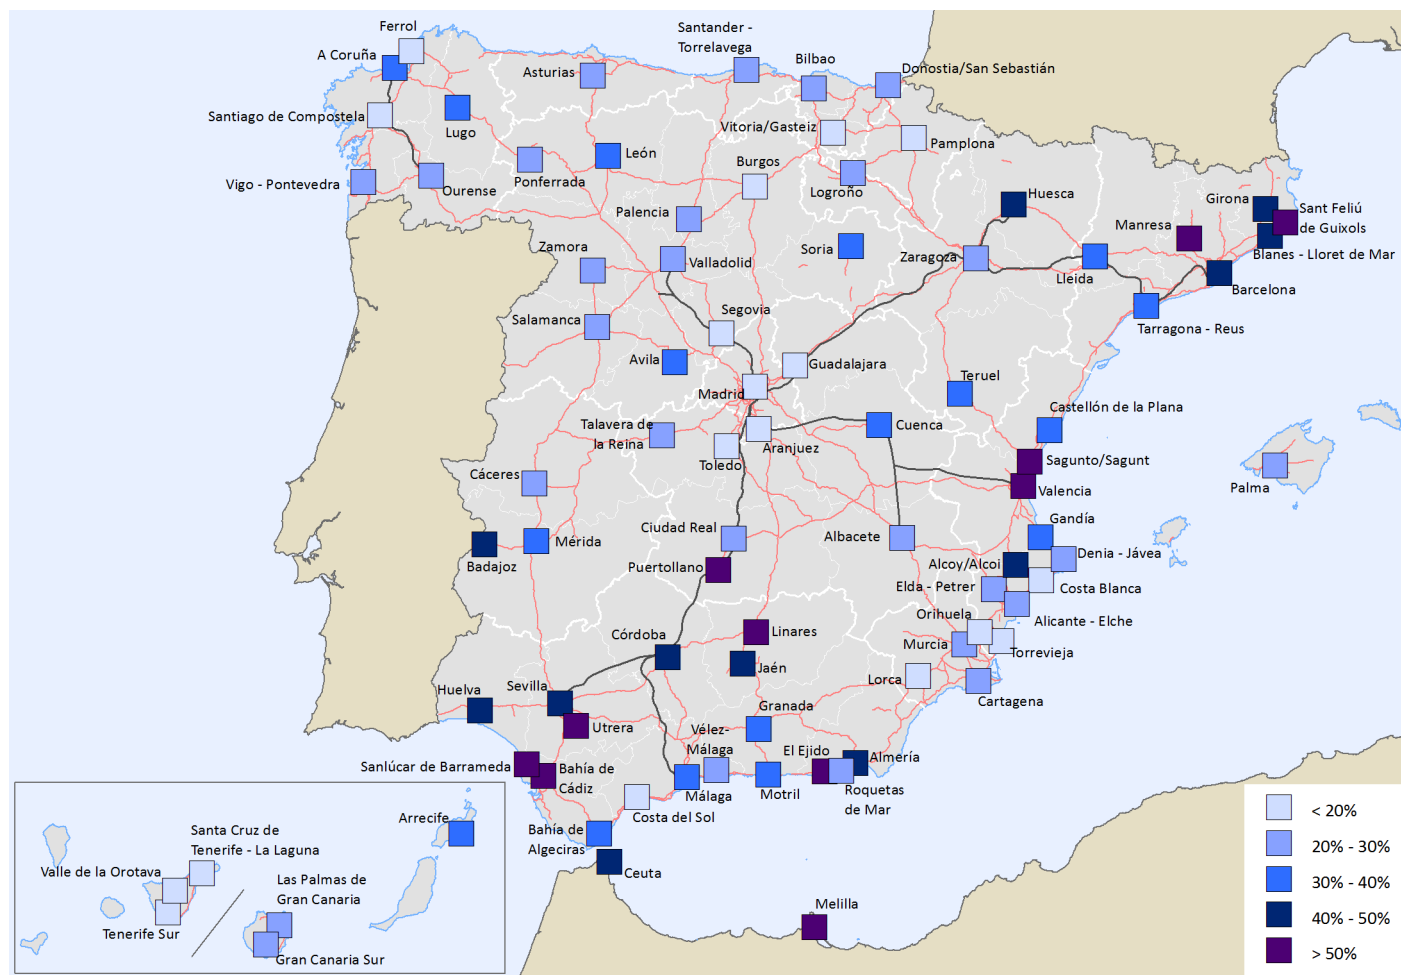 Ferrol
A Coruña
Santander -
Torrelavega
Asturias
Bilbao
Donostia/San Sebastián
Santiago de Compostela
Lugo
Vitoria/Gasteiz
Pamplona
León
Burgos
Ponferrada
Vigo - Pontevedra
Ourense
Logroño
Huesca
Girona
Sant Feliú
de Guixols
Palencia
Manresa
Zamora
Soria
Valladolid
Zaragoza
Blanes - Lloret de Mar
Lleida
Barcelona
Segovia
Salamanca
Tarragona - Reus
Avila
Guadalajara
Teruel
Madrid
Castellón de la Plana
Talavera de
la Reina
Cuenca
Aranjuez
Toledo
Sagunto/Sagunt
Cáceres
Valencia
Palma
Gandía
Ciudad Real
Albacete
Mérida
Denia - Jávea
Badajoz
Puertollano
Alcoy/Alcoi
Elda - Petrer
Costa Blanca
Orihuela
Alicante - Elche
Linares
Córdoba
Murcia
Torrevieja
Jaén
Lorca
Huelva
Sevilla
Cartagena
Granada
Utrera
Vélez-
Málaga
El Ejido
Almería
Sanlúcar de Barrameda
Bahía de
Cádiz
Málaga
Motril
Roquetas
de Mar
Costa del Sol
Bahía de
Algeciras
Ceuta
Melilla
Arrecife
Santa Cruz de
Tenerife - La Laguna
Valle de la Orotava
Las Palmas de
Gran Canaria
Tenerife Sur
Gran Canaria Sur
< 20%
20% - 30%
30% - 40%
40% - 50%
> 50%